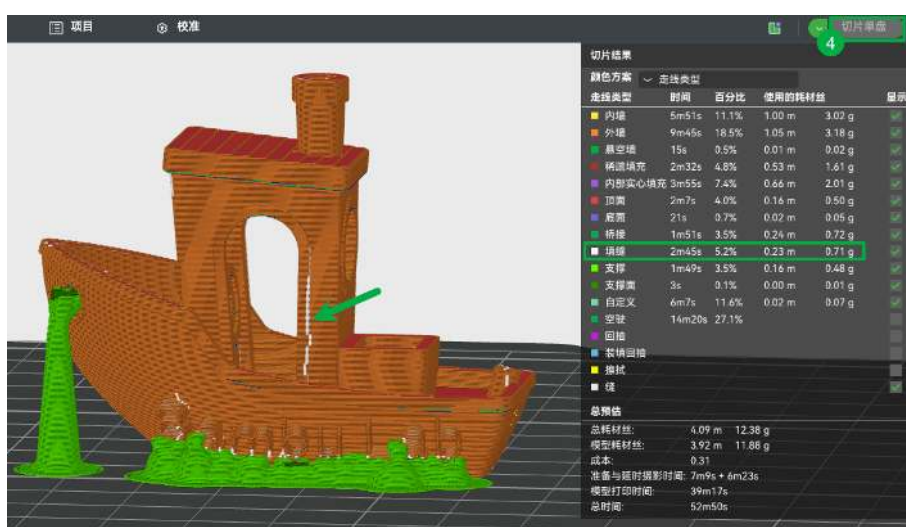 项目 校准 切片单盘
4
切片结果
颜色方案 走线类型
走线类型 时间 百分比 使用的耗材丝 显示
内墙 5m51s 11.1% 1.00 m 3.02 g
外墙 9m45s 18.5% 1.05 m 3.18 g
悬空墙 15s 0.5% 0.01 m 0.02 g
稀疏填充 2m32s 4.8% 0.53 m 1.61 g
内部实心填充 3m55s 7.4% 0.66 m 2.01 g
顶面 2m7s 4.0% 0.16 m 0.50 g
底面 21s 0.7% 0.02 m 0.05 g
桥接 1m51s 3.5% 0.24 m 0.72 g
填缝 2m45s 5.2% 0.23 m 0.71 g
支撑 1m49s 3.5% 0.16 m 0.48 g
支撑面 3s 0.1% 0.00 m 0.01 g
自定义 6m7s 11.6% 0.02 m 0.07 g
空驶 14m20s 27.1%
回抽
装填回抽
擦拭
缝
总预估
总耗材丝: 4.09 m 12.38 g
模型耗材丝: 3.92 m 11.88 g
成本: 0.31
准备与延时摄影时间: 7m9s + 6m23s
模型打印时间: 39m17s
总时间: 52m50s